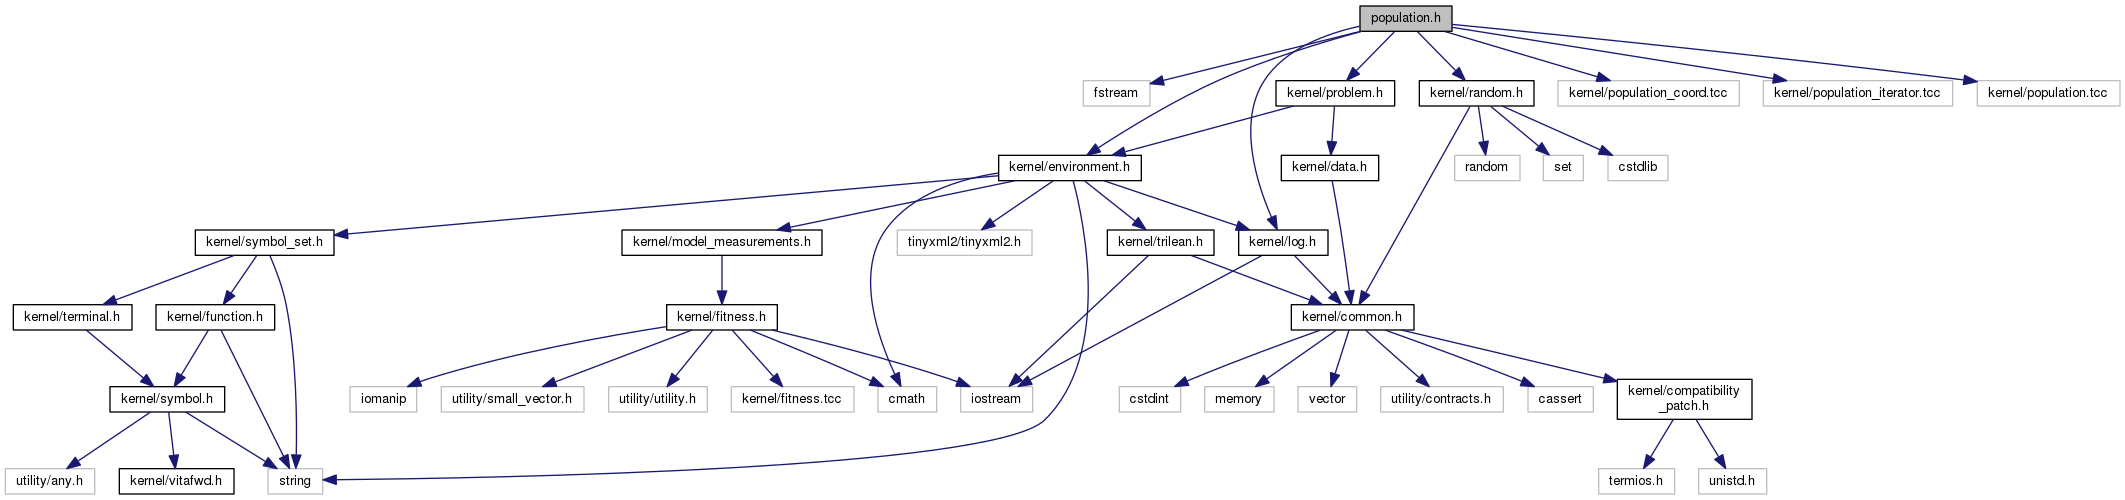 population.h
fstream
kernel/problem.h
kernel/random.h
kernel/population_coord.tcc
kernel/population_iterator.tcc
kernel/population.tcc
kernel/environment.h
kernel/data.h
random
set
cstdlib
kernel/symbol_set.h
kernel/model_measurements.h
tinyxml2/tinyxml2.h
kernel/trilean.h
kernel/log.h
kernel/terminal.h
kernel/function.h
kernel/fitness.h
kernel/common.h
kernel/symbol.h
iomanip
utility/small_vector.h
utility/utility.h
kernel/fitness.tcc
cmath
iostream
cstdint
memory
vector
utility/contracts.h
cassert
kernel/compatibility
_patch.h
utility/any.h
kernel/vitafwd.h
string
termios.h
unistd.h